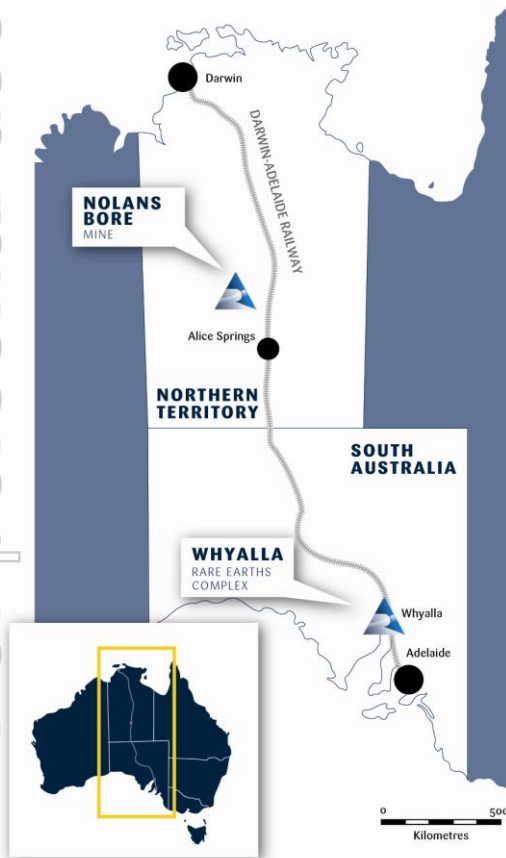 Darwin
DARWIN-ADELAIDE RAILWAY
NOLANS
BORE
MINE
Alice Springs
NORTHERN
TERRITORY
SOUTH
AUSTRALIA
WHYALLA
RARE EARTHS
COMPLEX
Whyalla
Adelaide
0
500
Kilometres